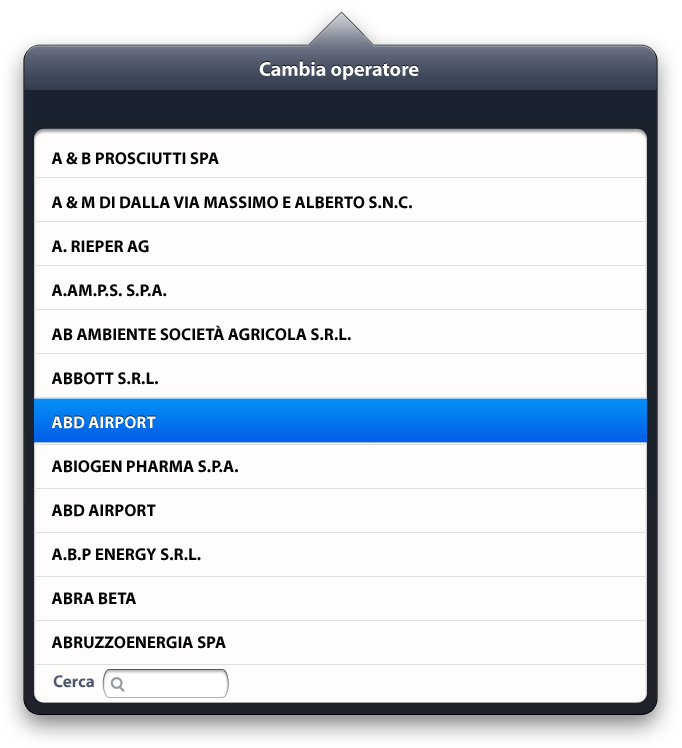 Cambia operatore
A & B PROSCIUTTI SPA
A & M DI DALLA VIA MASSIMO E ALBERTO S.N.C.
A. RIEPER AG
A.AM.P.S. S.P.A.
AB AMBIENTE SOCIETÀ AGRICOLA S.R.L.
ABBOTT S.R.L.
ABD AIRPORT
ABIOGEN PHARMA S.P.A.
ABD AIRPORT
A.B.P ENERGY S.R.L.
ABRA BETA
ABRUZZOENERGIA SPA
Cerca